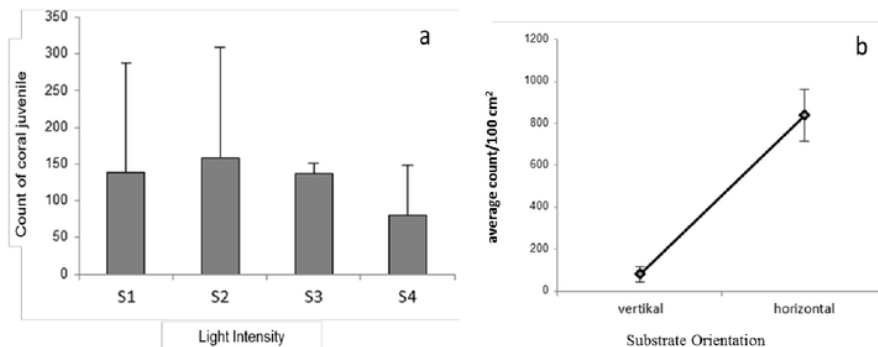 a
Count of coral juvenile
350
300
250
200
150
100
50
0
S1 S2 S3 S4
Light Intensity
b
average count/100 cm²
1200
1000
800
600
400
200
0
vertikal horizontal
Substrate Orientation